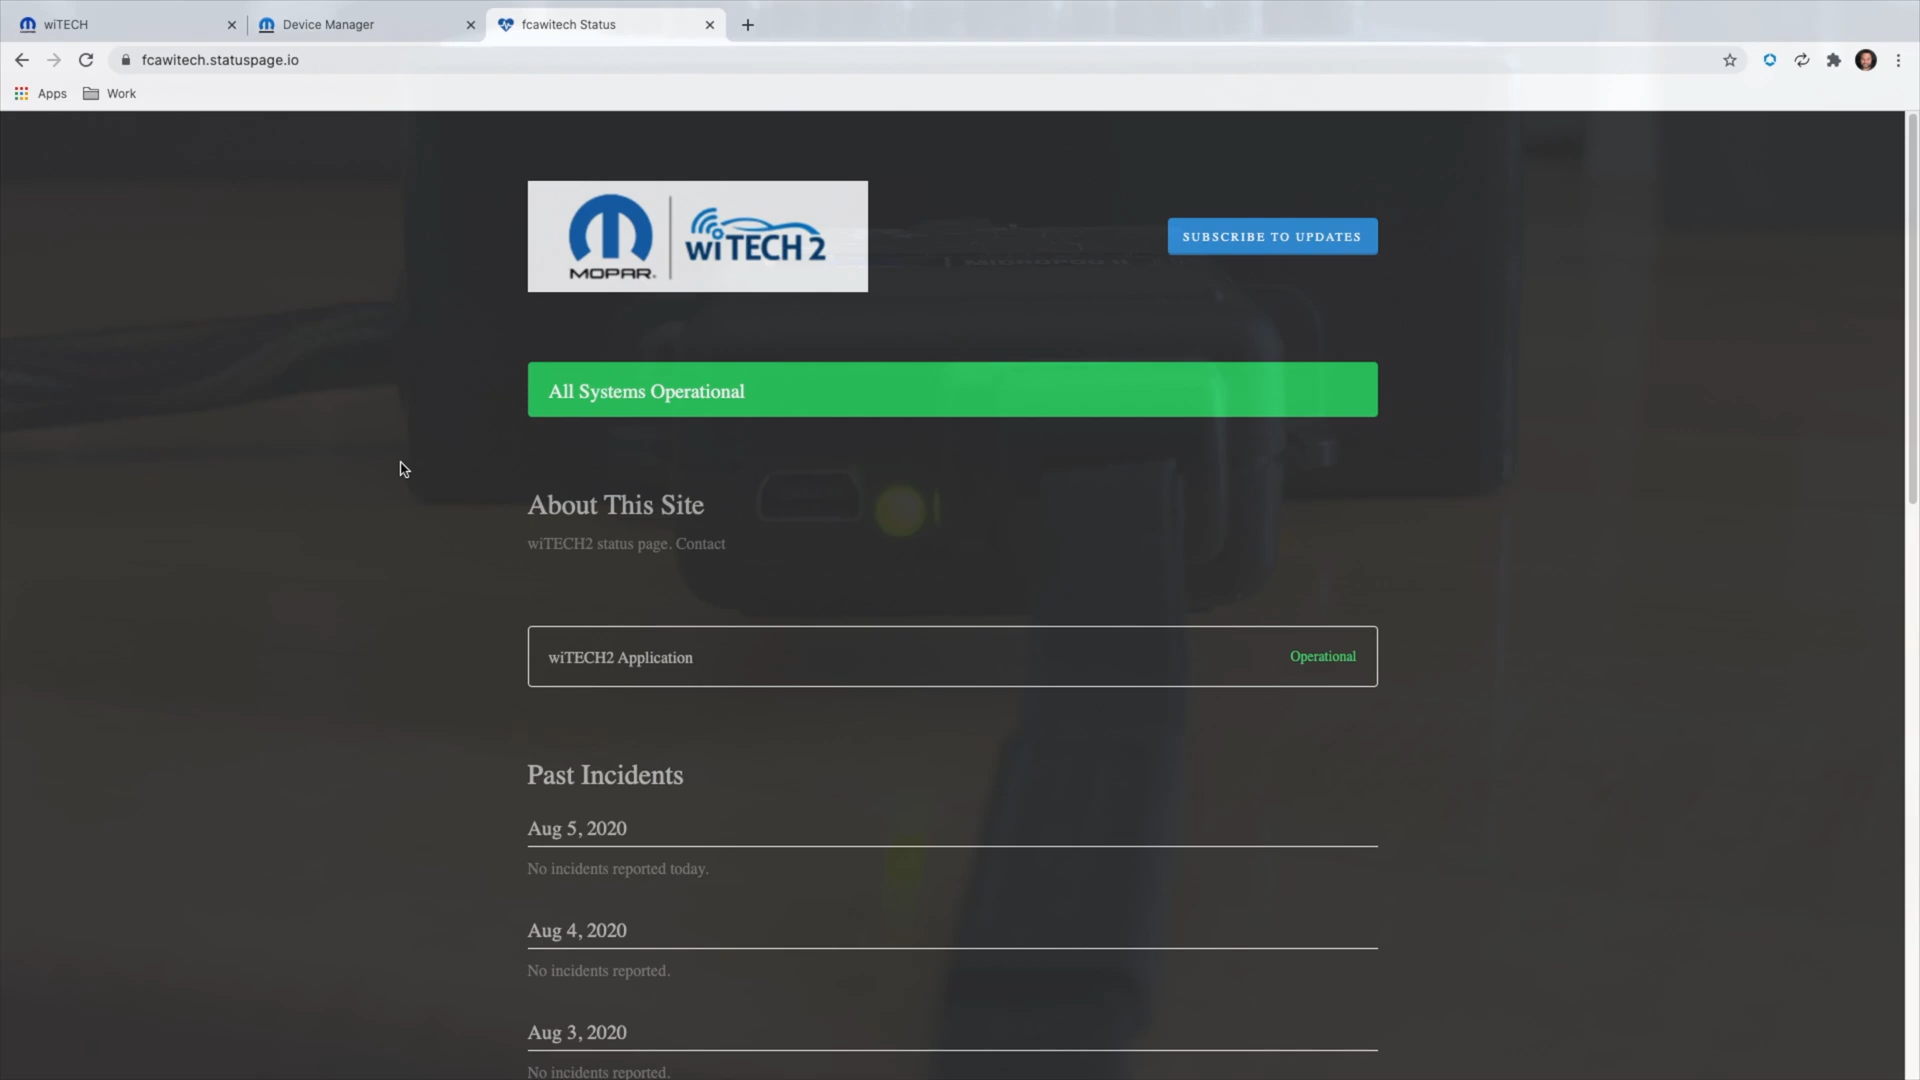 wiTECH
Device Manager
fcawitech Status
fcawitech.statuspage.io
Apps
Work
MOPAR.
wiTECH 2
SUBSCRIBE TO UPDATES
All Systems Operational
About This Site
wiTECH2 status page. Contact
wiTECH2 Application
Operational
Past Incidents
Aug 5, 2020
No incidents reported today.
Aug 4, 2020
No incidents reported.
Aug 3, 2020
No incidents reported.